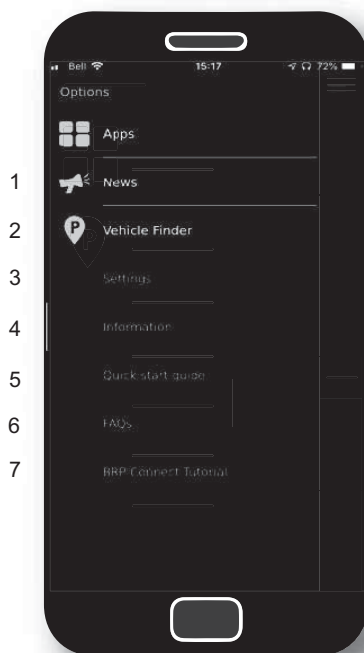 Bell 15:17 72%
Options
Apps
1 News
2 P Vehicle Finder
3 Settings
4 Information
5 Quick start guide
6 FAQs
7 BRP Connect Tutorial